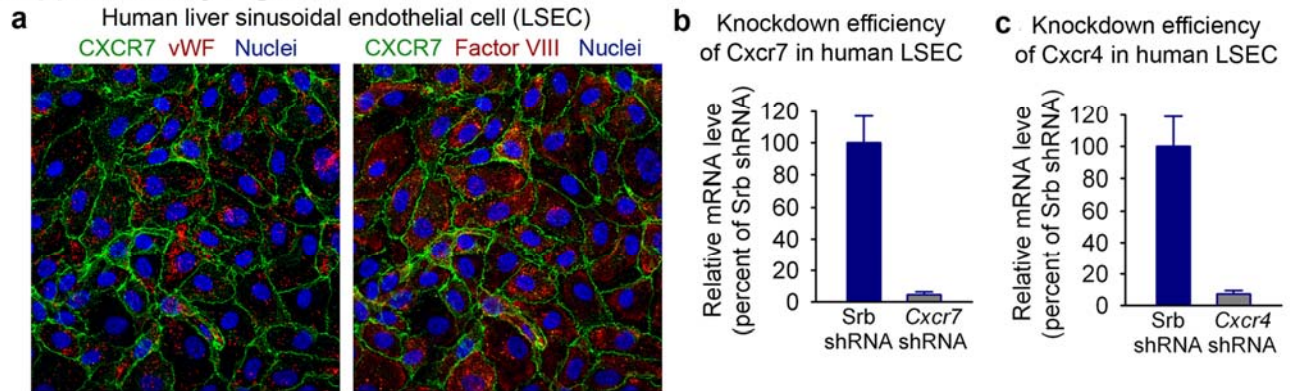 a
Human liver sinusoidal endothelial cell (LSEC)
CXCR7 vWF Nuclei
CXCR7 Factor VIII Nuclei
b
Knockdown efficiency
of Cxcr7 in human LSEC
Relative mRNA leve
(percent of Srb shRNA)
120
100
80
60
40
20
0
Srb
shRNA
Cxcr7
shRNA
c
Knockdown efficiency
of Cxcr4 in human LSEC
Relative mRNA leve
(percent of Srb shRNA)
120
100
80
60
40
20
0
Srb
shRNA
Cxcr4
shRNA